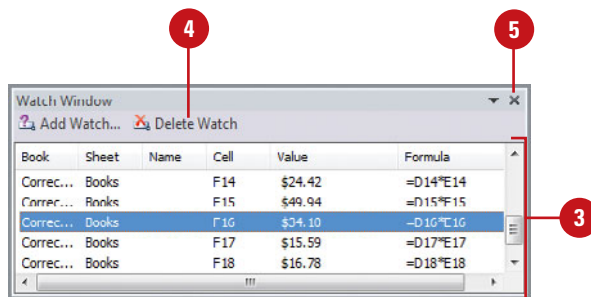 4 5
Watch Window
Add Watch... Delete Watch
Book Sheet Name Cell Value Formula
Correc... Books F14 $24.42 =D14*E14
Correc... Books F15 $49.94 =D15*E15
Correc... Books F16 $34.10 =D16*E16
3
Correc... Books F17 $15.59 =D17*E17
Correc... Books F18 $16.78 =D18*E18